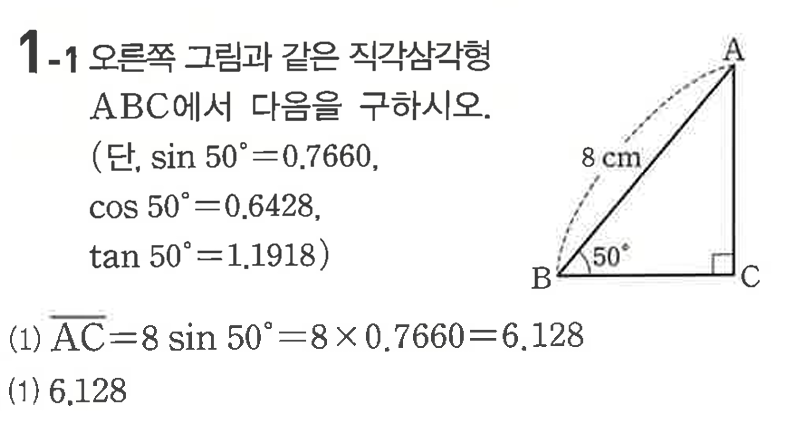 1-1 오른쪽 그림과 같은 직각삼각형
ABC에서 다음을 구하시오.
(단, sin 50°=0.7660,
cos 50°=0.6428,
tan 50°=1.1918)
A
8 cm
50°
B
C
(1) A̅C̅=8 sin 50°=8×0.7660=6.128
(1) 6.128